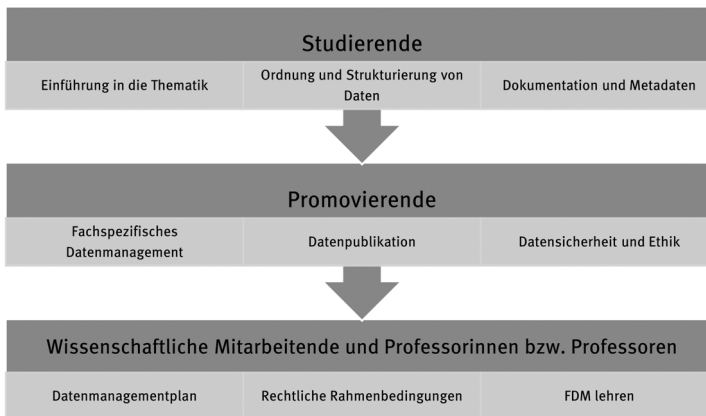 Studierende
Einführung in die Thematik
Ordnung und Strukturierung von
Daten
Dokumentation und Metadaten
Promovierende
Fachspezifisches
Datenmanagement
Datenpublikation
Datensicherheit und Ethik
Wissenschaftliche Mitarbeitende und Professorinnen bzw. Professoren
Datenmanagementplan
Rechtliche Rahmenbedingungen
FDM lehren